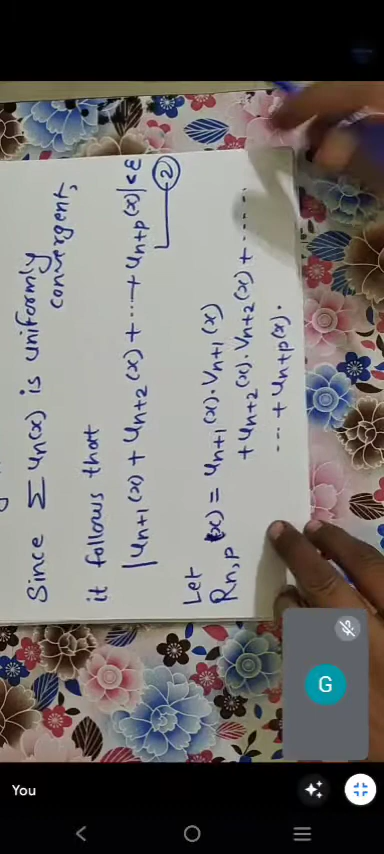 Since Σ un(x) is uniformly
convergent,
it follows that
|un+1(x) + un+2(x) + ..... + un+p(x)| < ε
②
Let
Rn,p(x) = un+1(x)·Vn+1(x)
+ un+2(x)·Vn+2(x) + ......
... + un+p(x)·
G
You